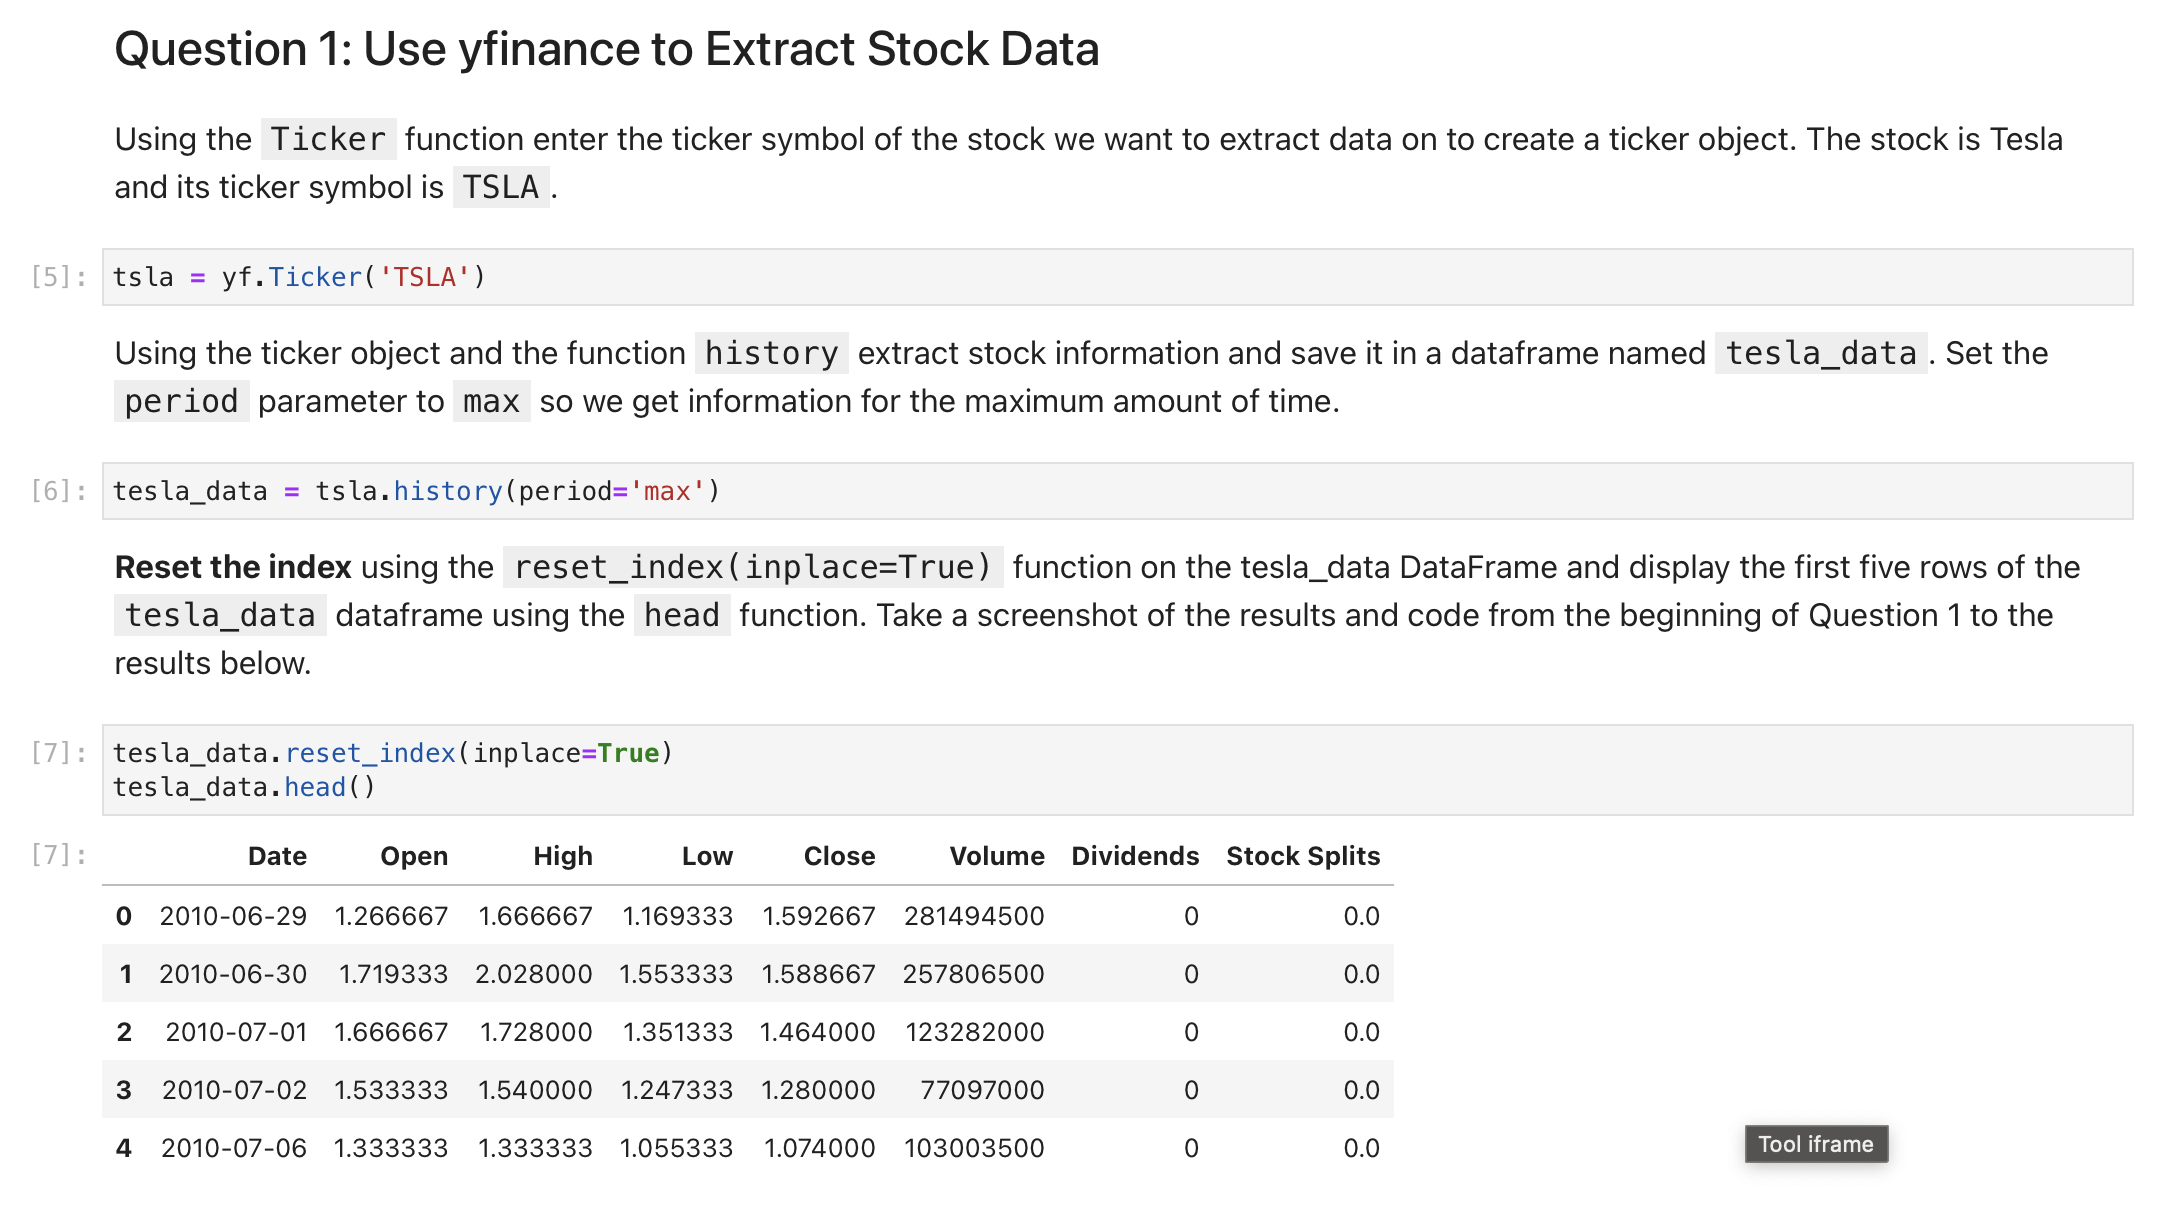 Question 1: Use yfinance to Extract Stock Data
Using the Ticker function enter the ticker symbol of the stock we want to extract data on to create a ticker object. The stock is Tesla
and its ticker symbol is TSLA .
[5]: tsla = yf.Ticker('TSLA')
Using the ticker object and the function history extract stock information and save it in a dataframe named tesla_data . Set the
period parameter to max so we get information for the maximum amount of time.
[6]: tesla_data = tsla.history(period='max')
Reset the index using the reset_index(inplace=True) function on the tesla_data DataFrame and display the first five rows of the
tesla_data dataframe using the head function. Take a screenshot of the results and code from the beginning of Question 1 to the
results below.
[7]: tesla_data.reset_index(inplace=True)
tesla_data.head()
[7]: Date Open High Low Close Volume Dividends Stock Splits
0 2010-06-29 1.266667 1.666667 1.169333 1.592667 281494500 0 0.0
1 2010-06-30 1.719333 2.028000 1.553333 1.588667 257806500 0 0.0
2 2010-07-01 1.666667 1.728000 1.351333 1.464000 123282000 0 0.0
3 2010-07-02 1.533333 1.540000 1.247333 1.280000 77097000 0 0.0
4 2010-07-06 1.333333 1.333333 1.055333 1.074000 103003500 0 0.0
Tool iframe